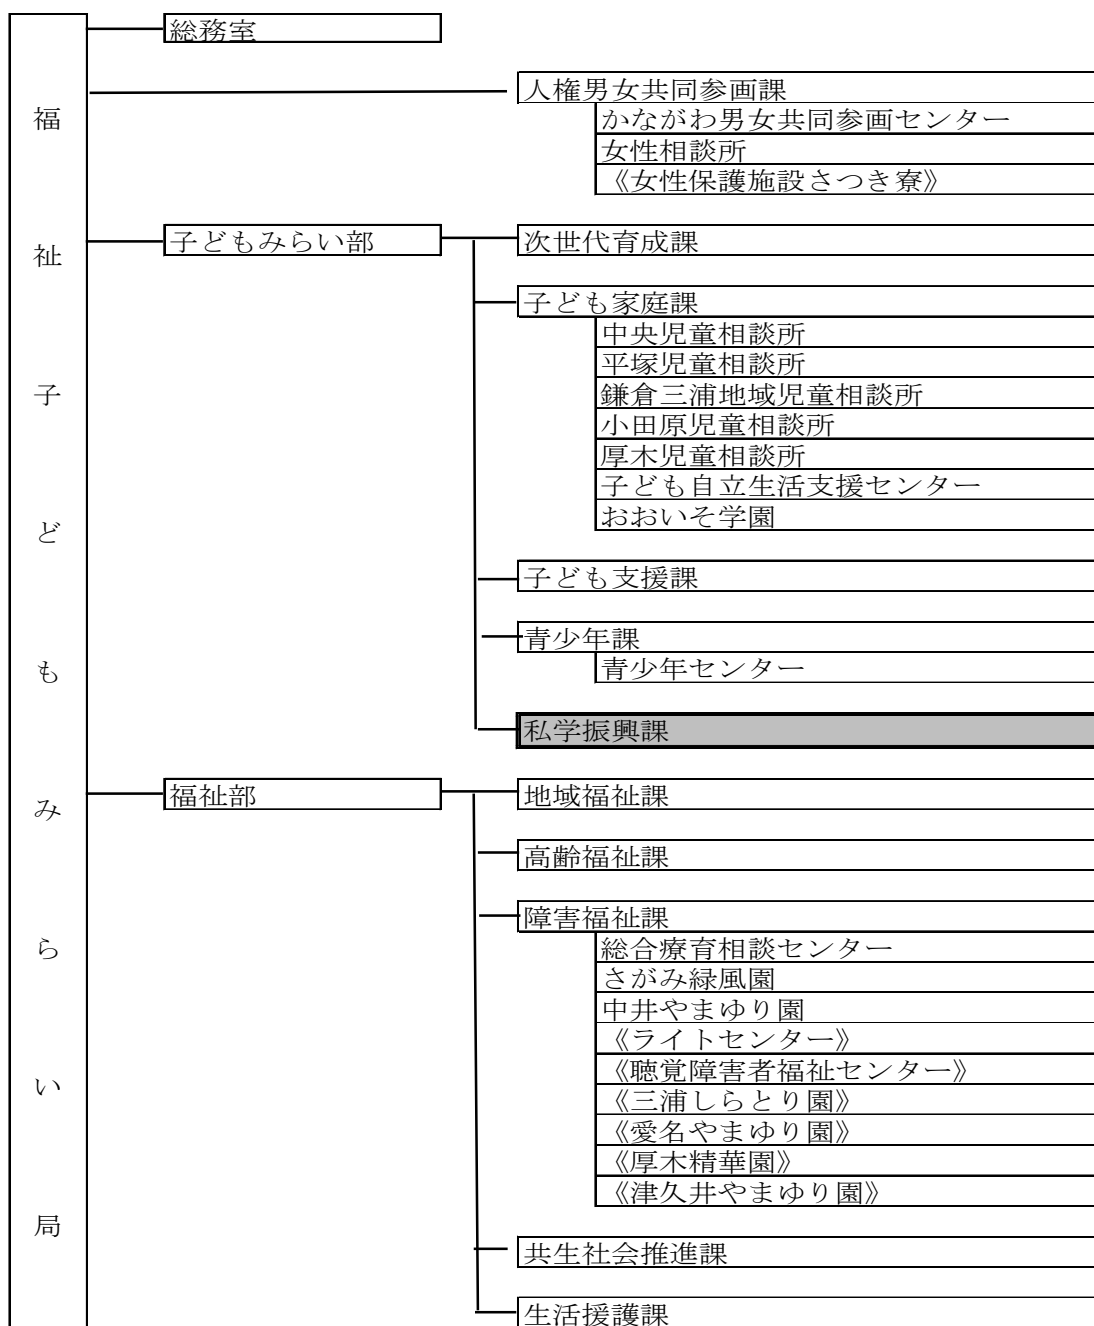 福祉子どもみらい局
総務室
人権男女共同参画課
かながわ男女共同参画センター
女性相談所
《女性保護施設さつき寮》
子どもみらい部
次世代育成課
子ども家庭課
中央児童相談所
平塚児童相談所
鎌倉三浦地域児童相談所
小田原児童相談所
厚木児童相談所
子ども自立生活支援センター
おおいそ学園
子ども支援課
青少年課
青少年センター
私学振興課
福祉部
地域福祉課
高齢福祉課
障害福祉課
総合療育相談センター
さがみ緑風園
中井やまゆり園
《ライトセンター》
《聴覚障害者福祉センター》
《三浦しらとり園》
《愛名やまゆり園》
《厚木精華園》
《津久井やまゆり園》
共生社会推進課
生活援護課